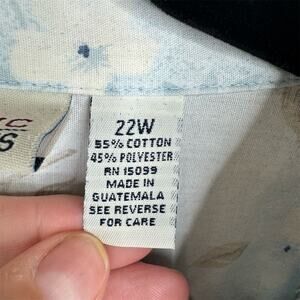 22W
55% COTTON
45% POLYESTER
RN 15099
MADE IN
GUATEMALA
SEE REVERSE
FOR CARE